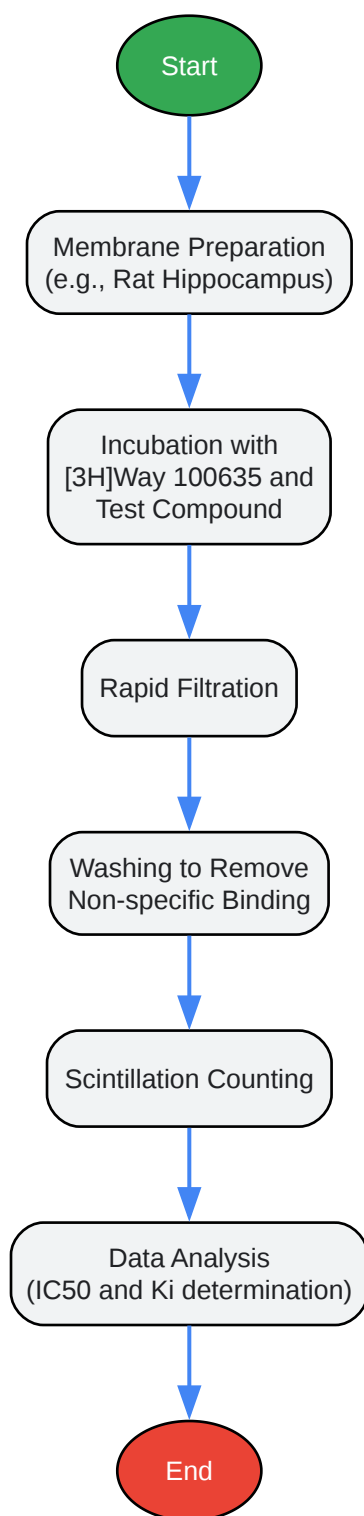 Start
Membrane Preparation
(e.g., Rat Hippocampus)
Incubation with
[3H]Way 100635 and
Test Compound
Rapid Filtration
Washing to Remove
Non-specific Binding
Scintillation Counting
Data Analysis
(IC50 and Ki determination)
End